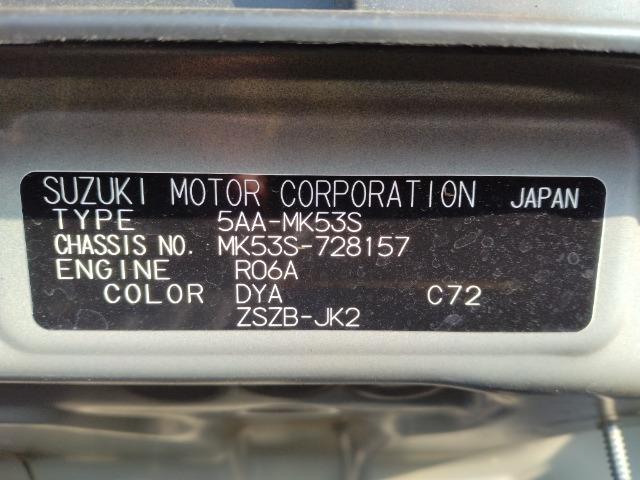 SUZUKI MOTOR CORPORATION JAPAN
TYPE 5AA-MK53S
CHASSIS NO. MK53S-728157
ENGINE R06A
COLOR DYA C72
ZSZB-JK2